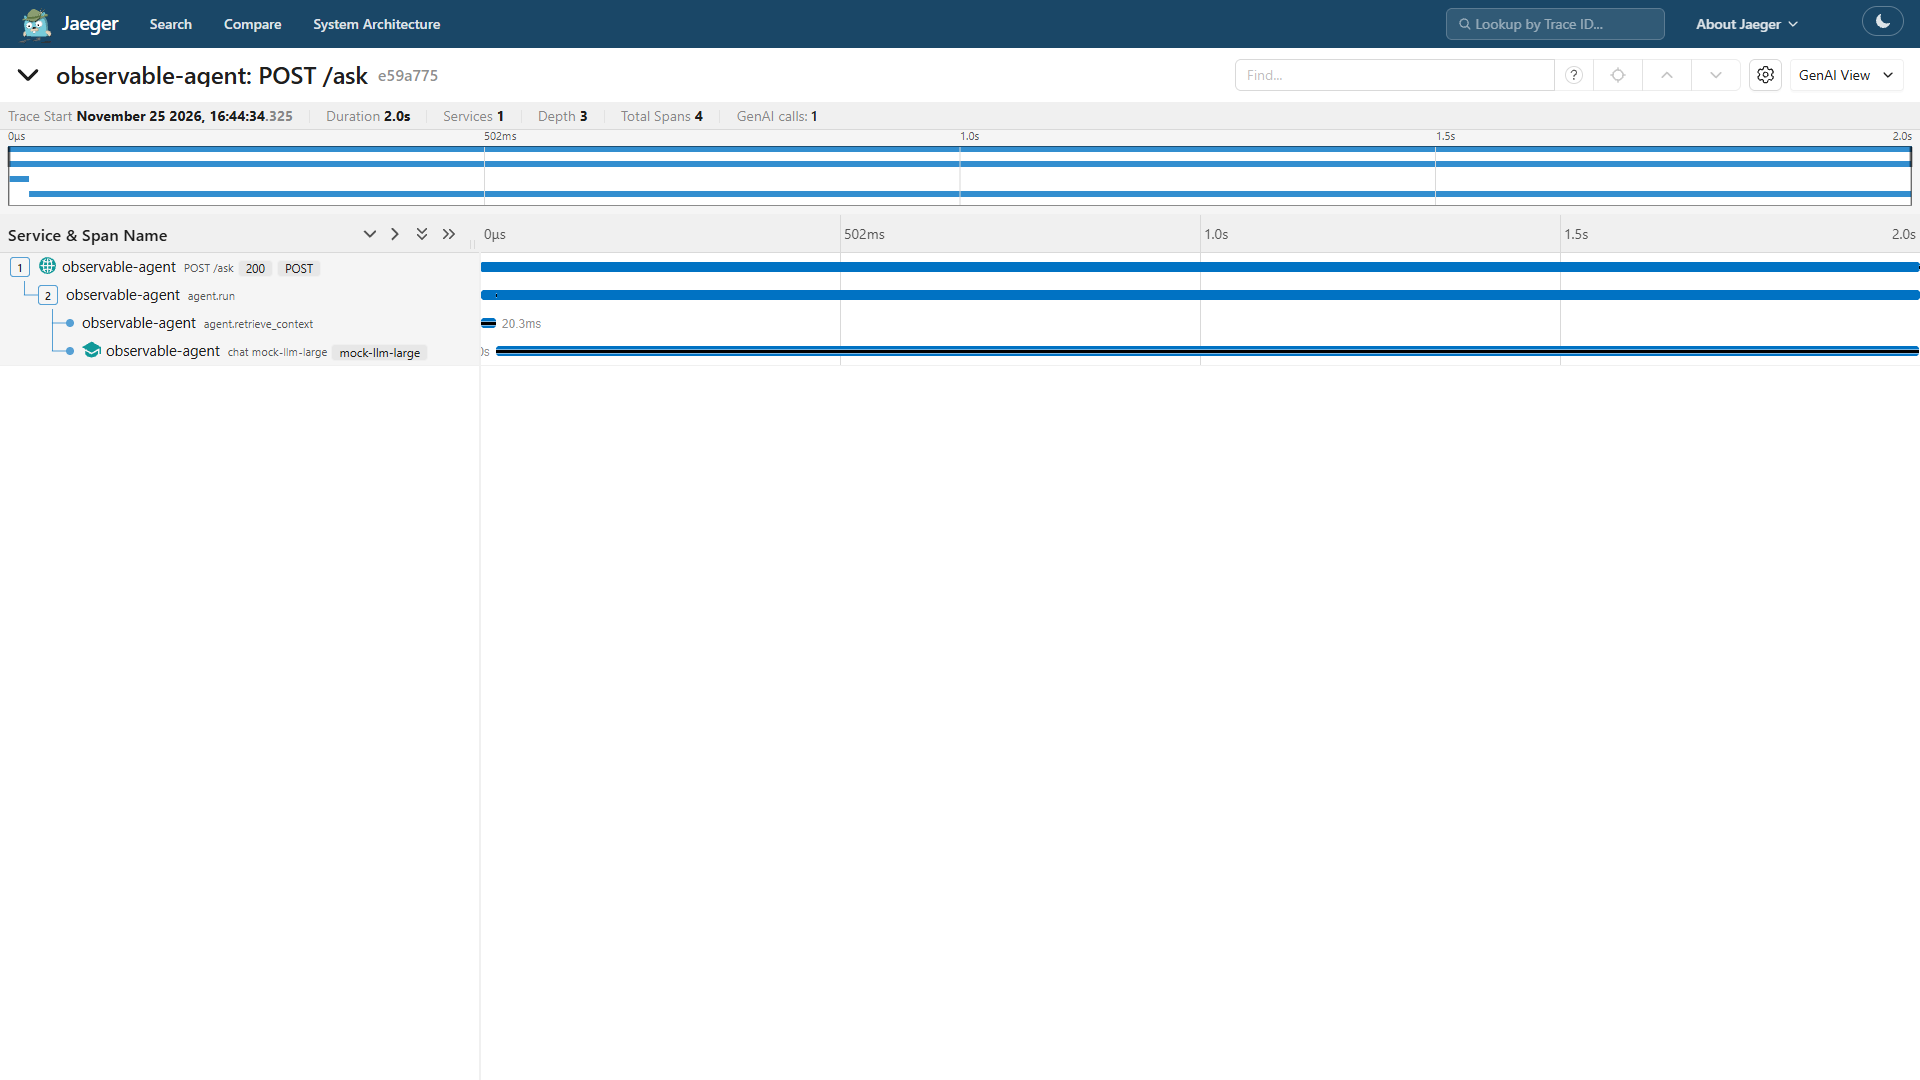 Jaeger Search Compare System Architecture Lookup by Trace ID... About Jaeger
observable-agent: POST /ask e59a775 Find... ? GenAI View
Trace Start November 25 2026, 16:44:34.325 Duration 2.0s Services 1 Depth 3 Total Spans 4 GenAI calls: 1
0μs 502ms 1.0s 1.5s 2.0s
Service & Span Name 0μs 502ms 1.0s 1.5s 2.0s
1 observable-agent POST /ask 200 POST
2 observable-agent agent.run
observable-agent agent.retrieve_context 20.3ms
observable-agent chat mock-llm-large mock-llm-large